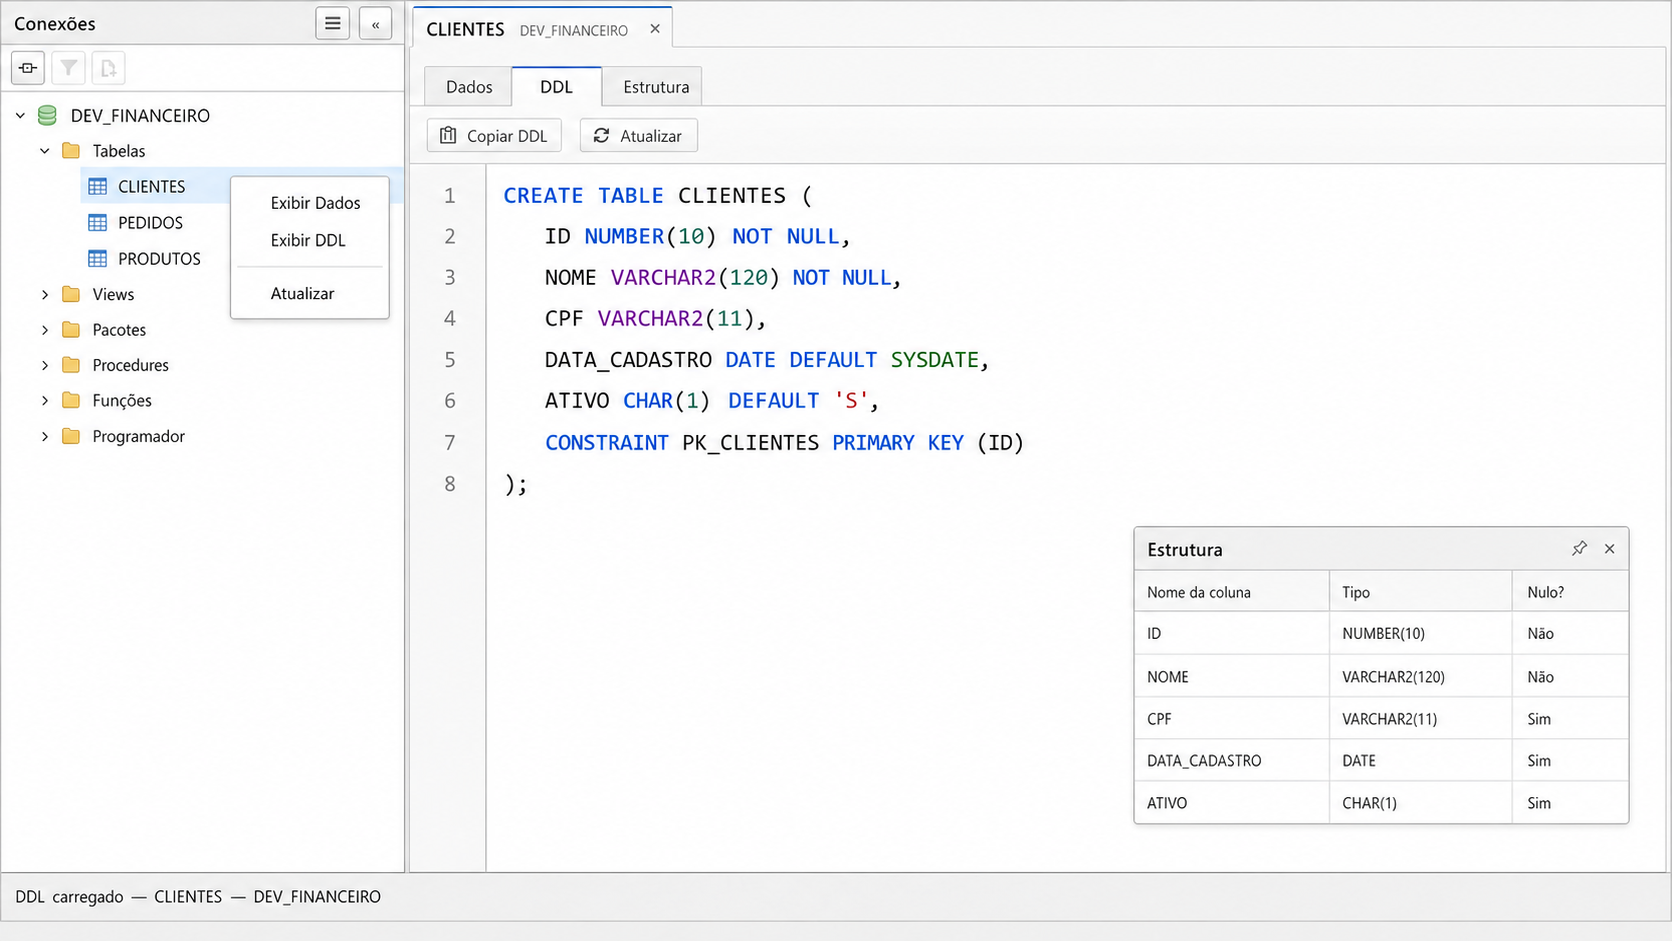 Conexões
«
DEV_FINANCEIRO
Tabelas
CLIENTES
PEDIDOS
PRODUTOS
Views
Pacotes
Procedures
Funções
Programador
Exibir Dados
Exibir DDL
Atualizar
CLIENTES DEV_FINANCEIRO ×
Dados DDL Estrutura
Copiar DDL Atualizar
1 CREATE TABLE CLIENTES (
2 ID NUMBER(10) NOT NULL,
3 NOME VARCHAR2(120) NOT NULL,
4 CPF VARCHAR2(11),
5 DATA_CADASTRO DATE DEFAULT SYSDATE,
6 ATIVO CHAR(1) DEFAULT 'S',
7 CONSTRAINT PK_CLIENTES PRIMARY KEY (ID)
8 );
Estrutura
Nome da coluna Tipo Nulo?
ID NUMBER(10) Não
NOME VARCHAR2(120) Não
CPF VARCHAR2(11) Sim
DATA_CADASTRO DATE Sim
ATIVO CHAR(1) Sim
DDL carregado — CLIENTES — DEV_FINANCEIRO